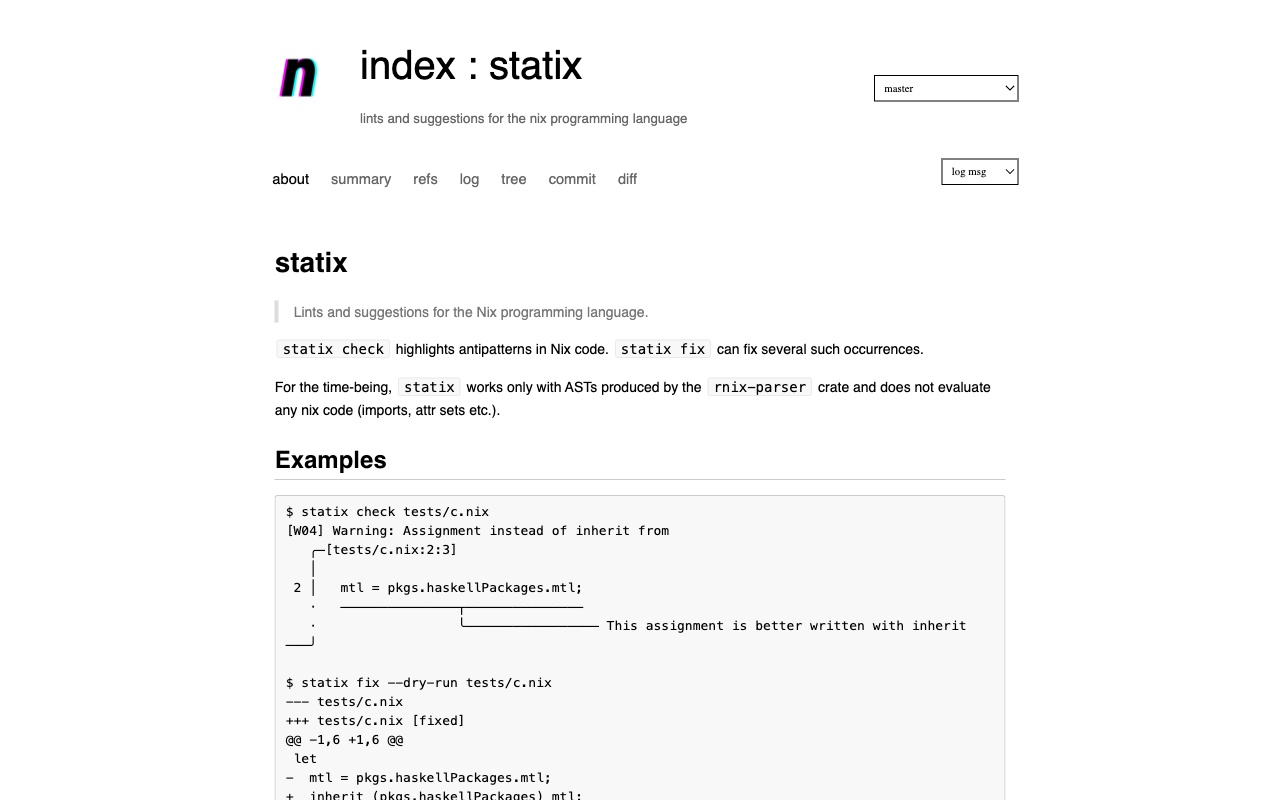 n
index : statix
master
lints and suggestions for the nix programming language
about summary refs log tree commit diff
log msg
statix
Lints and suggestions for the Nix programming language.
statix check highlights antipatterns in Nix code. statix fix can fix several such occurrences.
For the time-being, statix works only with ASTs produced by the rnix-parser crate and does not evaluate
any nix code (imports, attr sets etc.).
Examples
$ statix check tests/c.nix
[W04] Warning: Assignment instead of inherit from
   ╭─[tests/c.nix:2:3]
   │
 2 │   mtl = pkgs.haskellPackages.mtl;
   ·   ───────────────┬───────────────
   ·                  ╰───────────────── This assignment is better written with inherit
───╯
$ statix fix --dry-run tests/c.nix
--- tests/c.nix
+++ tests/c.nix [fixed]
@@ -1,6 +1,6 @@
 let
-  mtl = pkgs.haskellPackages.mtl;
+  inherit (pkgs.haskellPackages) mtl;